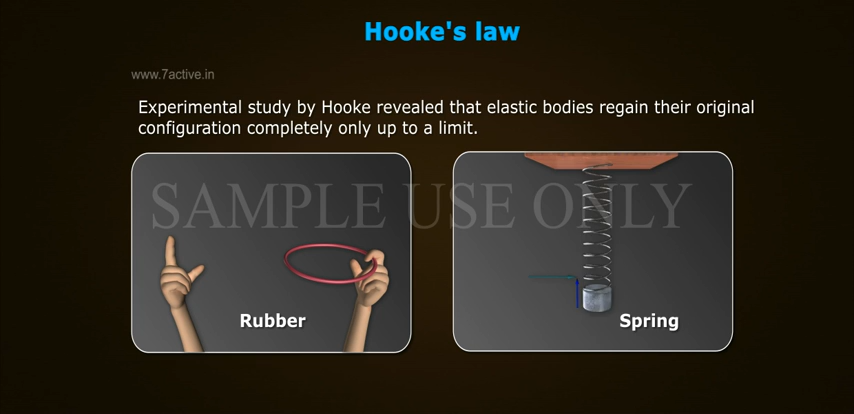 Hooke's law
www.7active.in
Experimental study by Hooke revealed that elastic bodies regain their original
configuration completely only up to a limit.
SAMPLE USE ONLY
Rubber
Spring